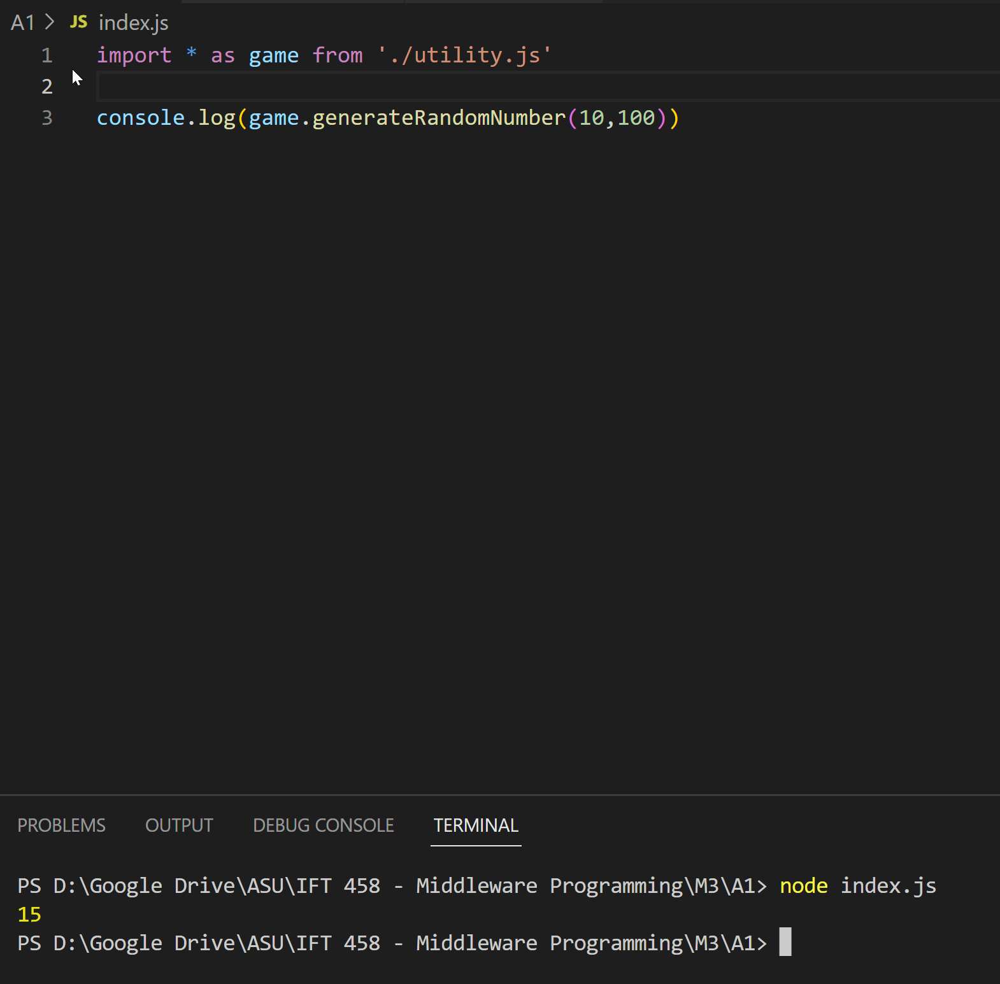 A1 > JS index.js
1 import * as game from './utility.js'
2
3 console.log(game.generateRandomNumber(10,100))
PROBLEMS OUTPUT DEBUG CONSOLE TERMINAL
PS D:\Google Drive\ASU\IFT 458 - Middleware Programming\M3\A1> node index.js
15
PS D:\Google Drive\ASU\IFT 458 - Middleware Programming\M3\A1>